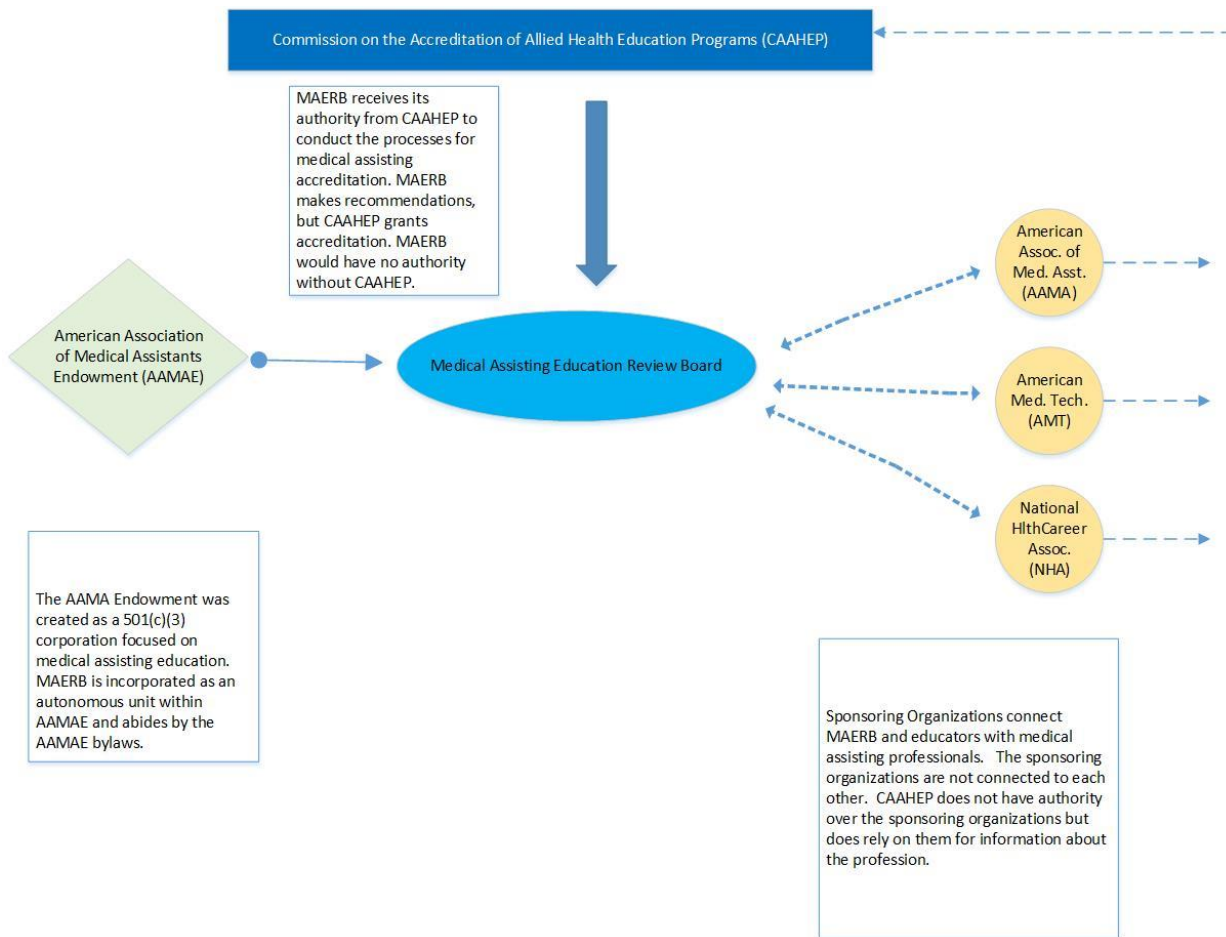 Commission on the Accreditation of Allied Health Education Programs (CAAHEP)
MAERB receives its
authority from CAAHEP to
conduct the processes for
medical assisting
accreditation. MAERB
makes recommendations,
but CAAHEP grants
accreditation. MAERB
would have no authority
without CAAHEP.
American Association
of Medical Assistants
Endowment (AAMAE)
Medical Assisting Education Review Board
American
Assoc. of
Med. Asst.
(AAMA)
American
Med. Tech.
(AMT)
National
HlthCareer
Assoc.
(NHA)
The AAMA Endowment was
created as a 501(c)(3)
corporation focused on
medical assisting education.
MAERB is incorporated as an
autonomous unit within
AAMAE and abides by the
AAMAE bylaws.
Sponsoring Organizations connect
MAERB and educators with medical
assisting professionals. The sponsoring
organizations are not connected to each
other. CAAHEP does not have authority
over the sponsoring organizations but
does rely on them for information about
the profession.